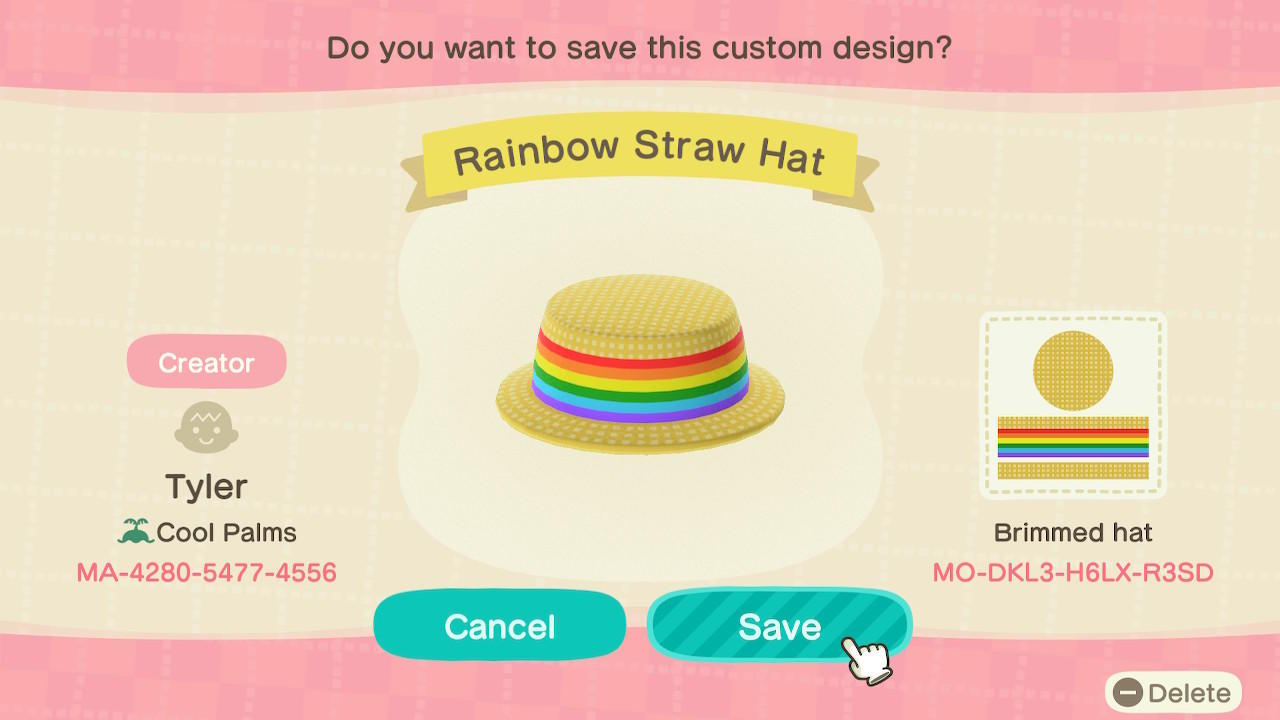 Do you want to save this custom design?
Rainbow Straw Hat
Creator
Tyler
Cool Palms
MA-4280-5477-4556
Brimmed hat
MO-DKL3-H6LX-R3SD
Cancel
Save
Delete